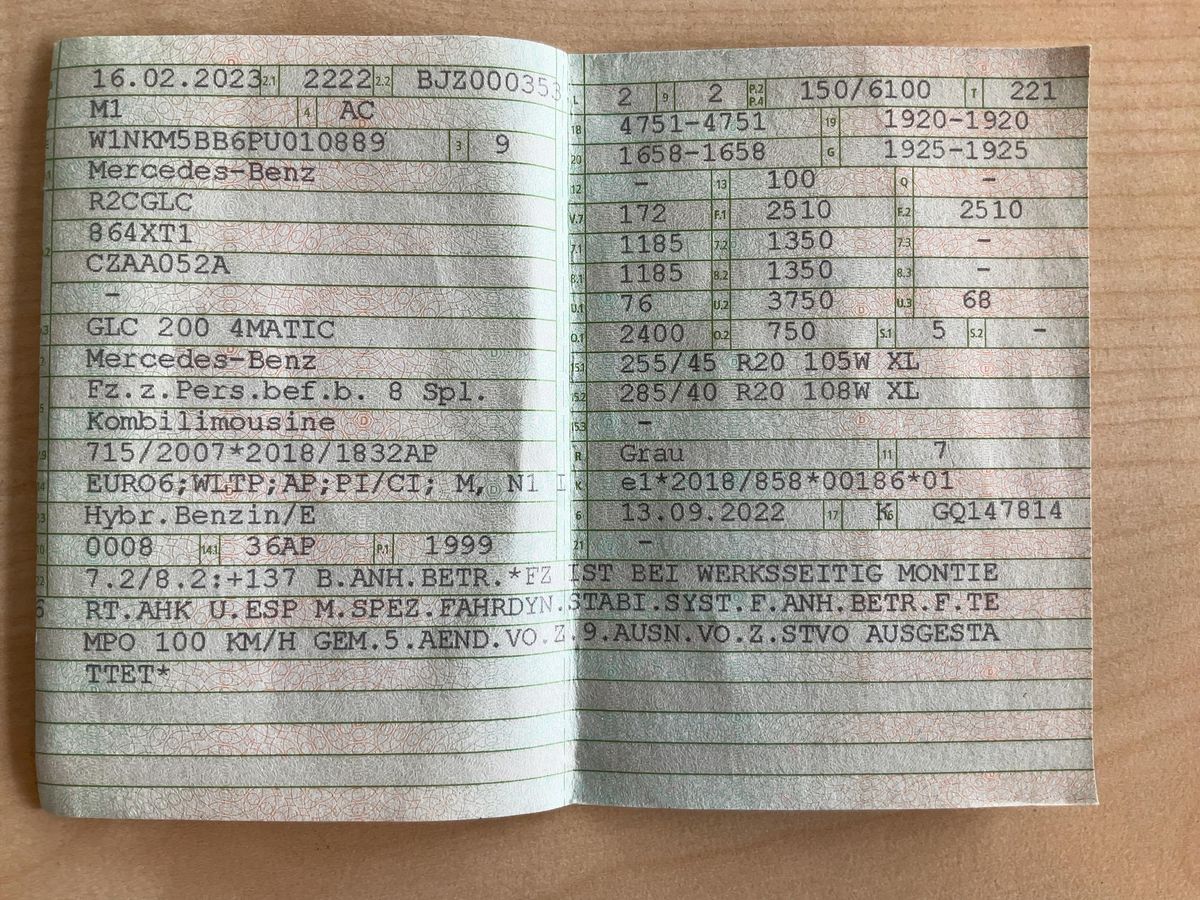 16.02.2023 2.1 2222 2.2 BJZ000353
M1 4 AC
W1NKM5BB6PU010889 3 9
Mercedes-Benz
R2CGLC
864XT1
CZAA052A
-
GLC 200 4MATIC
Mercedes-Benz
Fz.z.Pers.bef.b. 8 Spl.
Kombilimousine
715/2007*2018/1832AP
EURO6;WLTP;AP;PI/CI; M, N1 I
Hybr.Benzin/E
10 0008 14.1 36AP P.1 1999
L 2 9 2 P.2 P.4 150/6100 T 221
18 4751-4751 19 1920-1920
20 1658-1658 G 1925-1925
12 - 13 100 Q -
V.7 172 F.1 2510 F.2 2510
7.1 1185 7.2 1350 7.3 -
8.1 1185 8.2 1350 8.3 -
U.1 76 U.2 3750 U.3 68
O.1 2400 O.2 750 S.1 5 S.2 -
15.1 255/45 R20 105W XL
15.2 285/40 R20 108W XL
15.3 -
R Grau 11 7
K e1*2018/858*00186*01
6 13.09.2022 17 K 16 GQ147814
21 -
22 7.2/8.2:+137 B.ANH.BETR.*FZ IST BEI WERKSSEITIG MONTIE
RT.AHK U.ESP M.SPEZ.FAHRDYN.STABI.SYST.F.ANH.BETR.F.TE
MPO 100 KM/H GEM.5.AEND.VO.Z.9.AUSN.VO.Z.STVO AUSGESTA
TTET*